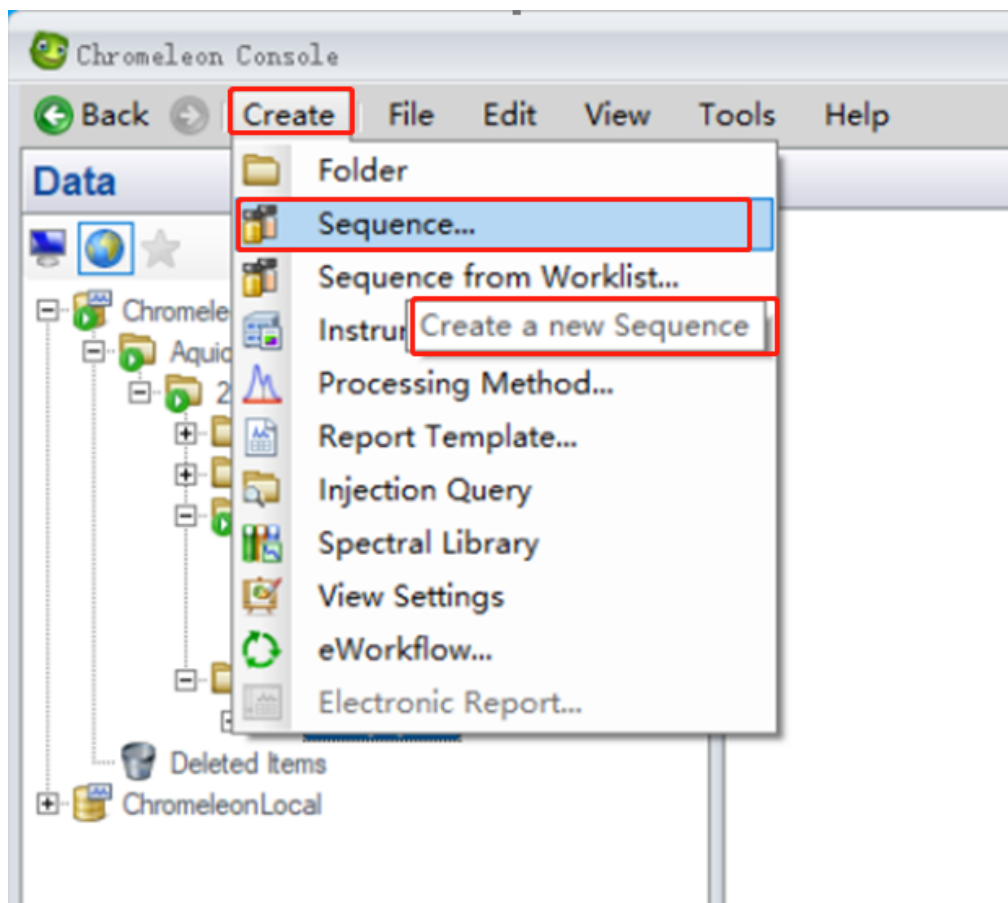 Chromeleon Console
Back Create File Edit View Tools Help
Data
Folder
Sequence...
Sequence from Worklist...
Create a new Sequence
Processing Method...
Report Template...
Injection Query
Spectral Library
View Settings
eWorkflow...
Electronic Report...
Deleted Items
ChromeleonLocal